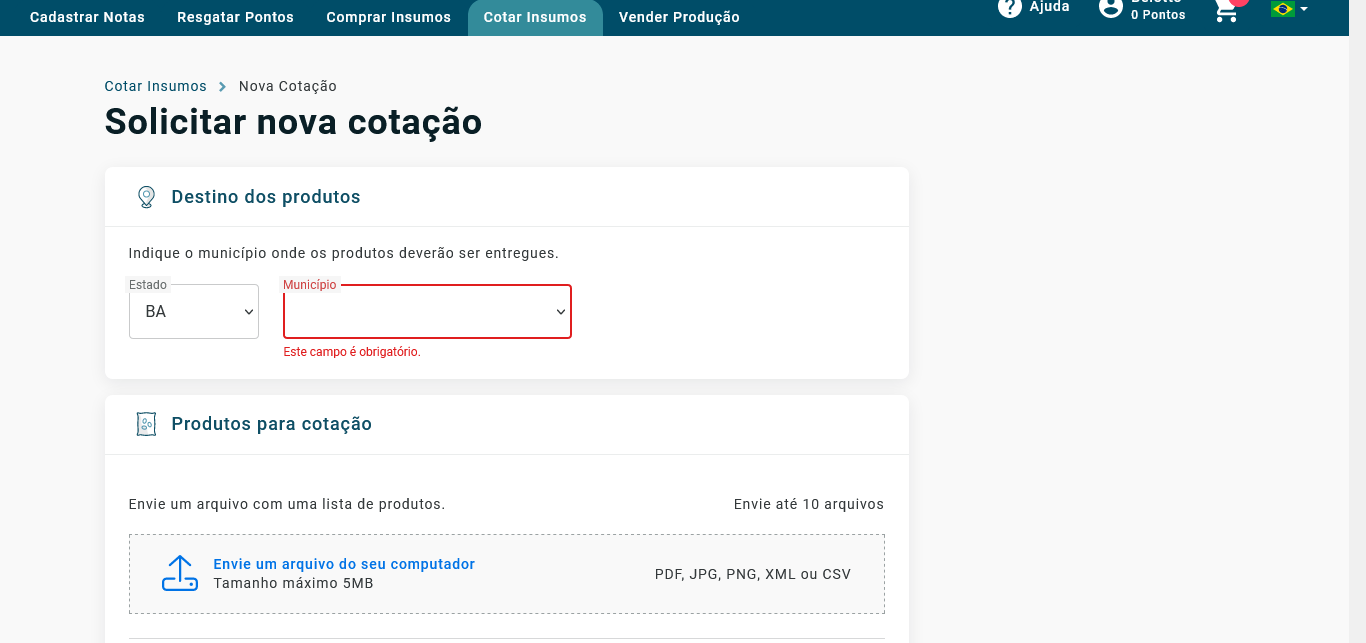 Cadastrar Notas Resgatar Pontos Comprar Insumos Cotar Insumos Vender Produção Ajuda
0 Pontos
Cotar Insumos Nova Cotação
Solicitar nova cotação
Destino dos produtos
Indique o município onde os produtos deverão ser entregues.
Estado Município
BA
Este campo é obrigatório.
Produtos para cotação
Envie um arquivo com uma lista de produtos. Envie até 10 arquivos
Envie um arquivo do seu computador
Tamanho máximo 5MB PDF, JPG, PNG, XML ou CSV